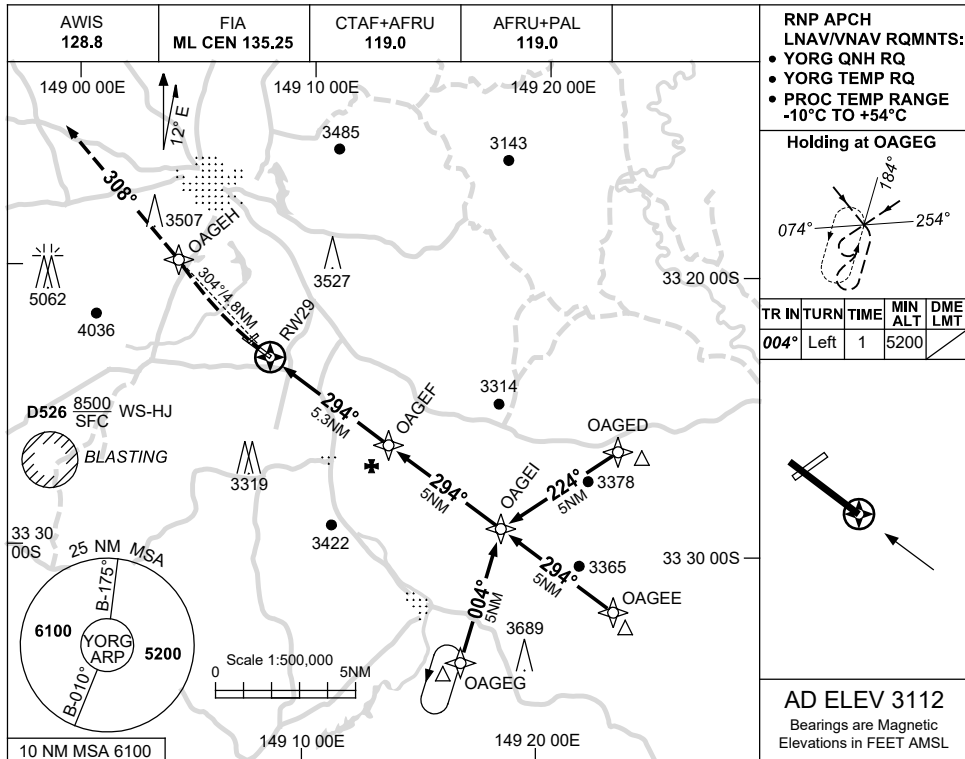 AWIS
128.8
FIA
ML CEN 135.25
CTAF+AFRU
119.0
AFRU+PAL
119.0
RNP APCH
LNAV/VNAV RQMNTS:
• YORG QNH RQ
• YORG TEMP RQ
• PROC TEMP RANGE
-10°C TO +54°C
149 00 00E
149 10 00E
149 20 00E
12° E
3485
3143
308°
3507
OAGEH
3527
5062
4036
304°/4.8NM
RW29
33 20 00S
Holding at OAGEG
184°
074°
254°
TR IN TURN TIME MIN ALT DME LMT
004° Left 1 5200
D526 8500 WS-HJ
SFC
BLASTING
294°
5.3NM
OAGEF
3314
OAGED
3319
294°
5NM
OAGEI
224°
5NM
3378
3422
33 30
00S
33 30 00S
294°
5NM
3365
OAGEE
004°
5NM
3689
OAGEG
25 NM MSA
B-175°
6100
YORG
ARP
5200
B-010°
10 NM MSA 6100
Scale 1:500,000
0
5NM
149 10 00E
149 20 00E
AD ELEV 3112
Bearings are Magnetic
Elevations in FEET AMSL